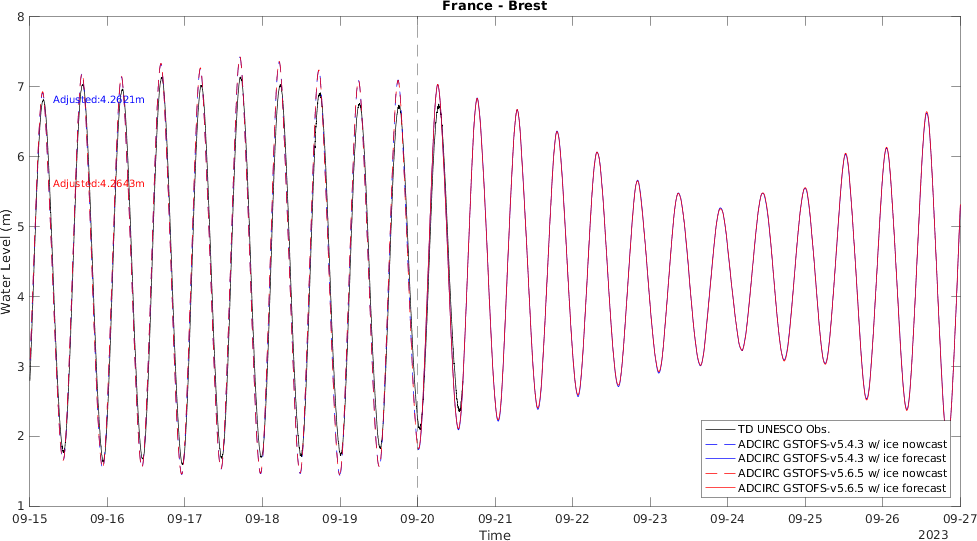 France - Brest
8
7
6
5
4
3
2
1
Water Level (m)
Adjusted:4.2621m
Adjusted:4.2643m
TD UNESCO Obs.
ADCIRC GSTOFS-v5.4.3 w/ ice nowcast
ADCIRC GSTOFS-v5.4.3 w/ ice forecast
ADCIRC GSTOFS-v5.6.5 w/ ice nowcast
ADCIRC GSTOFS-v5.6.5 w/ ice forecast
09-15 09-16 09-17 09-18 09-19 09-20 09-21 09-22 09-23 09-24 09-25 09-26 09-27
Time
2023